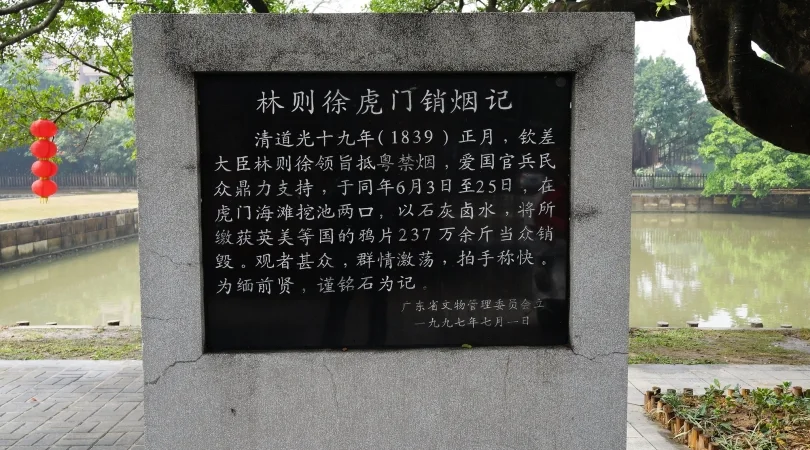 林则徐虎门销烟记
清道光十九年(1839)正月，钦差
大臣林则徐领旨抵粤禁烟，爱国官兵民
众鼎力支持，于同年6月3日至25日，在
虎门海滩挖池两口，以石灰卤水，将所
缴获英美等国的鸦片237万余斤当众销
毁。观者甚众，群情激荡，拍手称快。
为缅前贤，谨铭石为记。
广东省文物管理委员会立
一九九七年七月一日